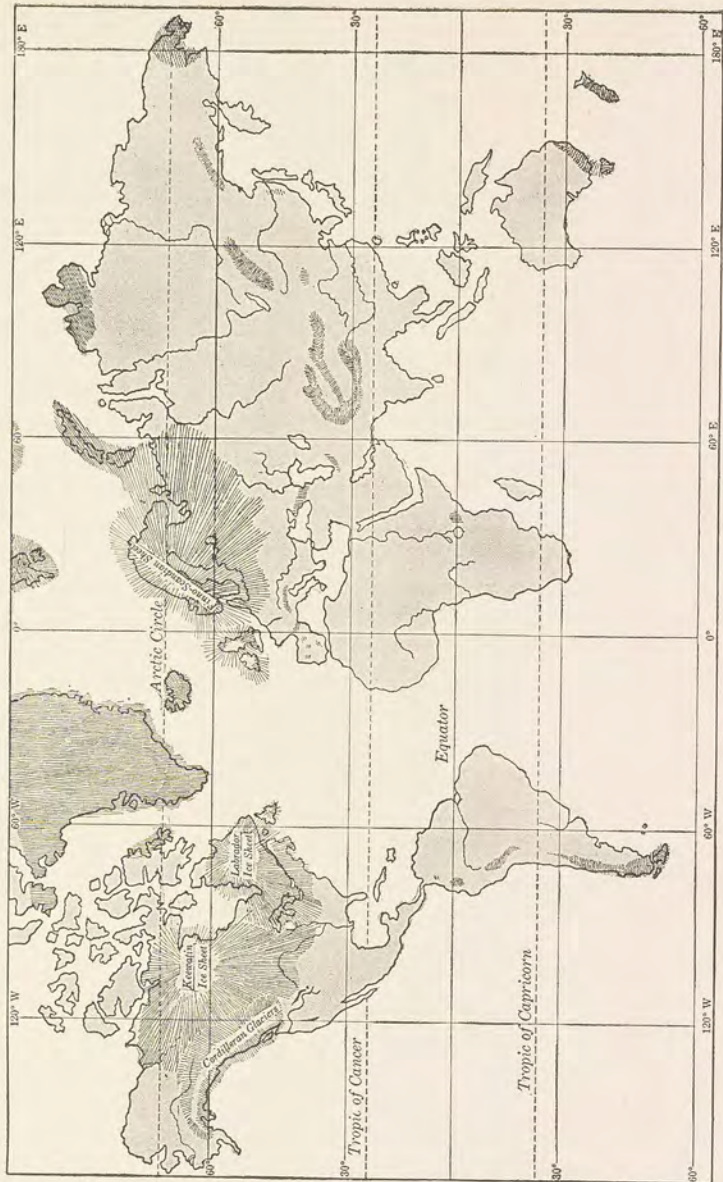 120° W
60° W
0°
60°
120° E
180° E
60°
60°
Arctic Circle
Keewatin
Ice Sheet
Labrador
Ice Sheet
Cordilleran Glaciers
Finno-Scandian Sheet
30°
30°
Tropic of Cancer
Equator
Tropic of Capricorn
30°
30°
60°
60°
120° W
60° W
0°
60° E
120° E
180° E